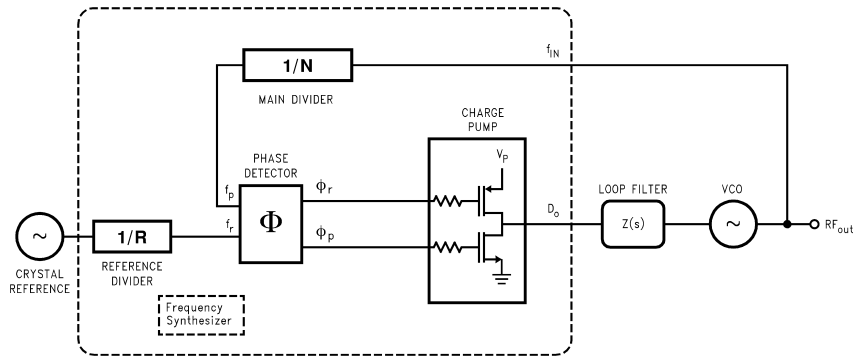 f_IN
1/N
MAIN DIVIDER
CHARGE
PUMP
V_P
PHASE
DETECTOR
f_p
ϕ_r
D_o
LOOP FILTER
VCO
Φ
Z(s)
~
RF_out
~
1/R
f_r
ϕ_p
CRYSTAL
REFERENCE
REFERENCE
DIVIDER
Frequency
Synthesizer